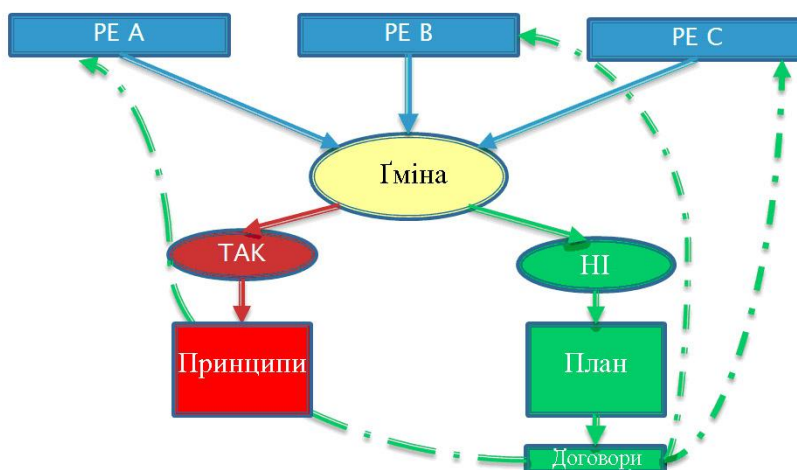 PE A
PE B
PE C
Ґміна
ТАК
НІ
Принципи
План
Договори